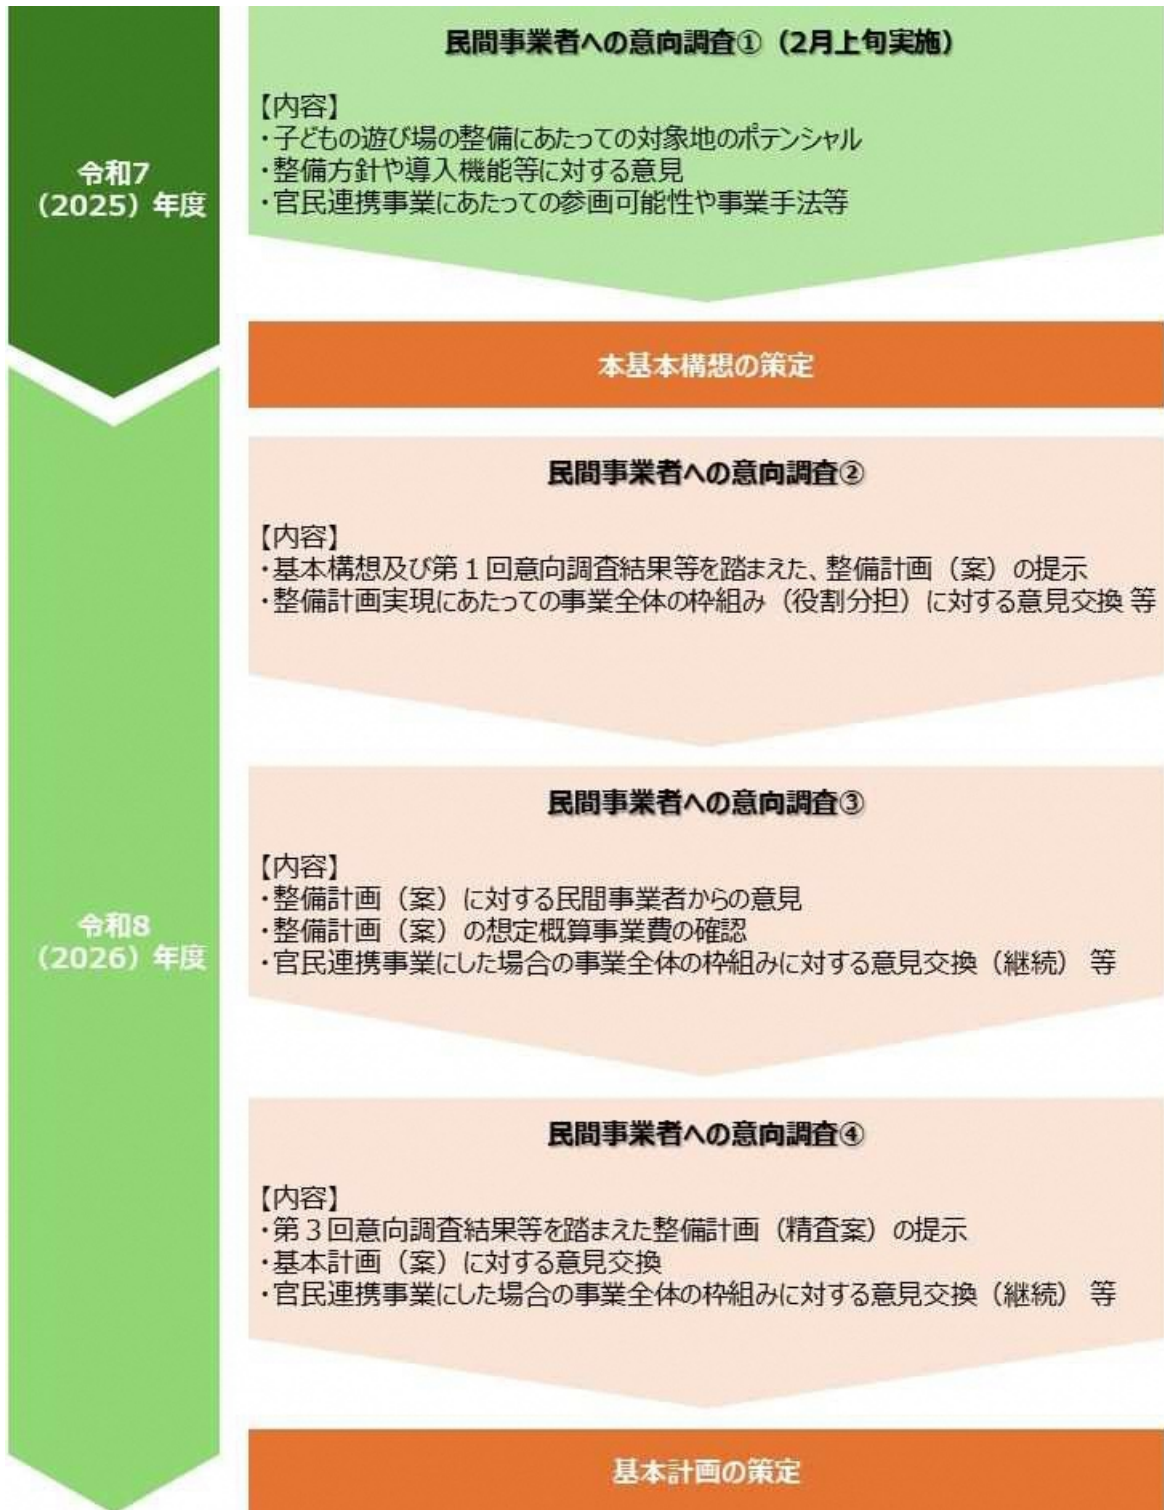 令和7
（2025）年度
民間事業者への意向調査①（2月上旬実施）
【内容】
・子どもの遊び場の整備にあたっての対象地のポテンシャル
・整備方針や導入機能等に対する意見
・官民連携事業にあたっての参画可能性や事業手法等
本基本構想の策定
令和8
（2026）年度
民間事業者への意向調査②
【内容】
・基本構想及び第１回意向調査結果等を踏まえた、整備計画（案）の提示
・整備計画実現にあたっての事業全体の枠組み（役割分担）に対する意見交換 等
民間事業者への意向調査③
【内容】
・整備計画（案）に対する民間事業者からの意見
・整備計画（案）の想定概算事業費の確認
・官民連携事業にした場合の事業全体の枠組みに対する意見交換（継続） 等
民間事業者への意向調査④
【内容】
・第３回意向調査結果等を踏まえた整備計画（精査案）の提示
・基本計画（案）に対する意見交換
・官民連携事業にした場合の事業全体の枠組みに対する意見交換（継続） 等
基本計画の策定